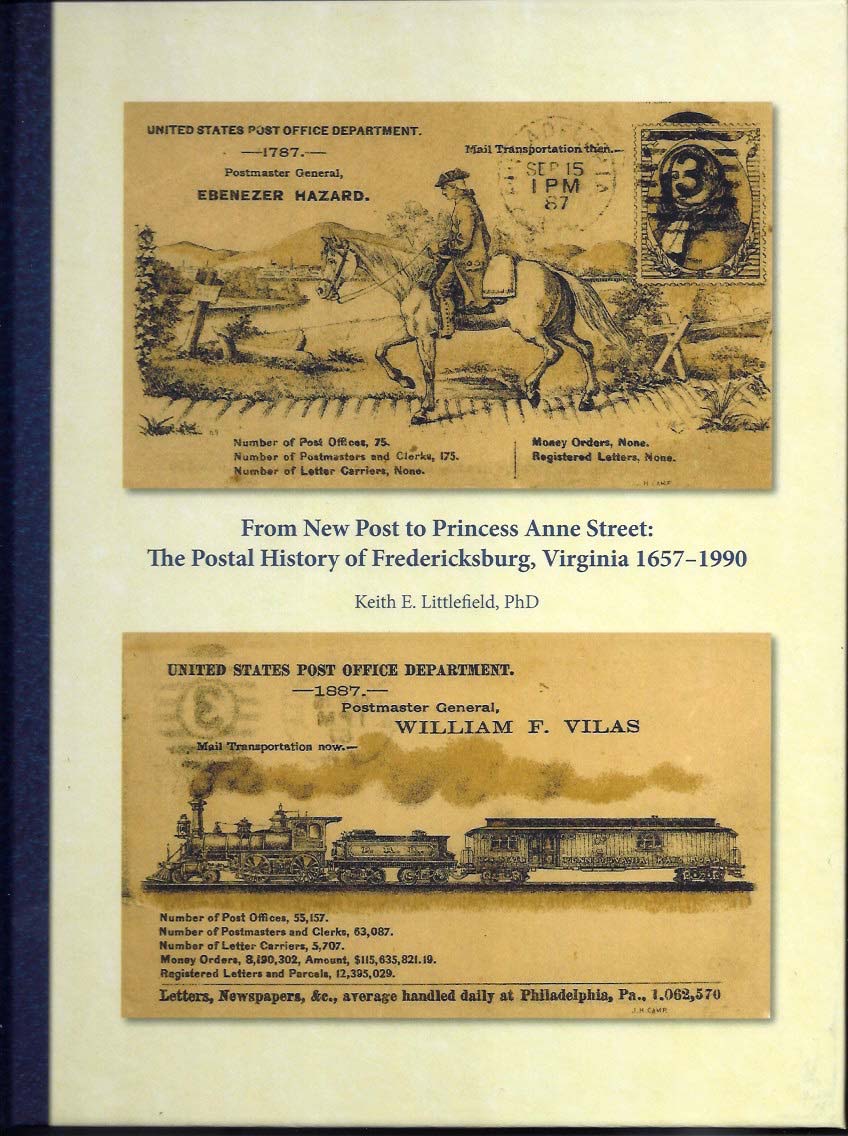 UNITED STATES POST OFFICE DEPARTMENT.
—1787.—
Postmaster General,
EBENEZER HAZARD.
Mail Transportation then.—
SEP 15
1 PM
87
3
Number of Post Offices, 75.
Number of Postmasters and Clerks, 175.
Number of Letter Carriers, None.
Money Orders, None.
Registered Letters, None.
From New Post to Princess Anne Street:
The Postal History of Fredericksburg, Virginia 1657–1990
Keith E. Littlefield, PhD
UNITED STATES POST OFFICE DEPARTMENT.
—1887.—
Postmaster General,
WILLIAM F. VILAS
Mail Transportation now.—
Number of Post Offices, 55,157.
Number of Postmasters and Clerks, 63,087.
Number of Letter Carriers, 5,707.
Money Orders, 8,190,302, Amount, $115,635,821.19.
Registered Letters and Parcels, 12,395,029.
Letters, Newspapers, &c., average handled daily at Philadelphia, Pa., 1,062,570
J. H. CAMP.